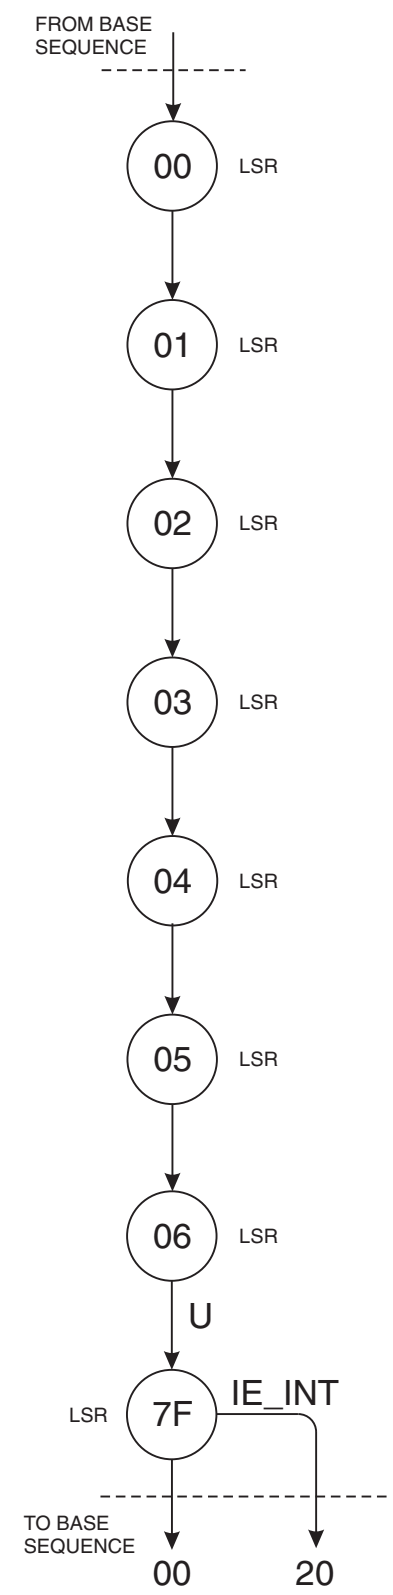 FROM BASE
SEQUENCE
00 LSR
01 LSR
02 LSR
03 LSR
04 LSR
05 LSR
06 LSR
U
IE_INT
LSR 7F
TO BASE
SEQUENCE
00 20